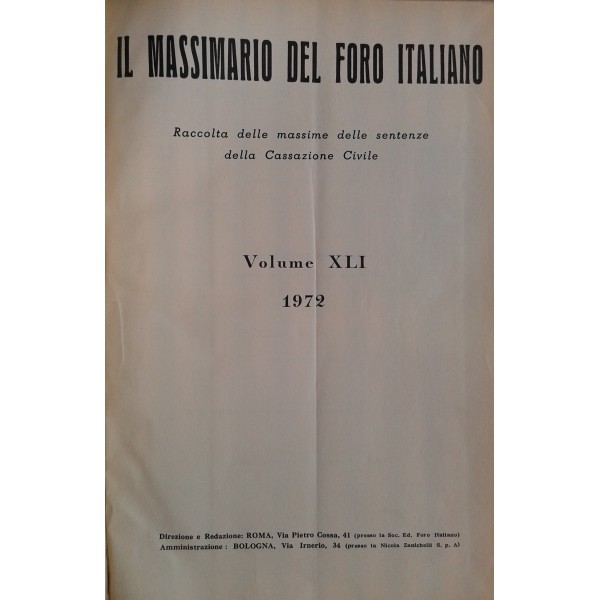 IL MASSIMARIO DEL FORO ITALIANO
Raccolta delle massime delle sentenze
della Cassazione Civile
Volume XLI
1972
Direzione e Redazione: ROMA, Via Pietro Cossa, 41 (presso la Soc. Ed. Foro Italiano)
Amministrazione: BOLOGNA, Via Irnerio, 34 (presso la Nicola Zanichelli S. p. A)